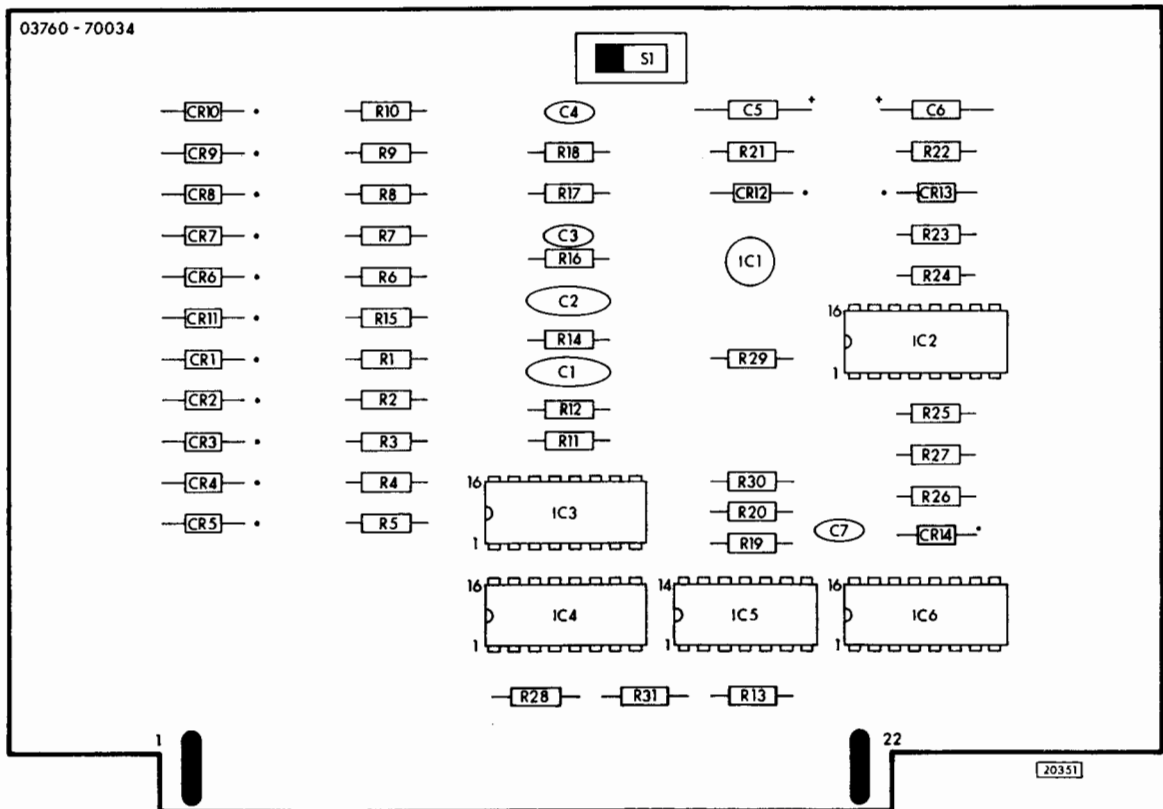 03760 - 70034
S1
CR10 R10 C4 C5 + + C6
CR9 R9 R18 R21 R22
CR8 R8 R17 CR12 CR13
CR7 R7 C3 R23
R16 IC1
CR6 R6 R24
C2
CR11 R15 16 IC2
R14
CR1 R1 R29 1
C1
CR2 R2 R12 R25
CR3 R3 R11 R27
CR4 R4 16 R30 R26
IC3 R20
CR5 R5 C7 CR14
1 R19
16 IC4 14 IC5 16 IC6
1 1 1
R28 R31 R13
1 22
20351